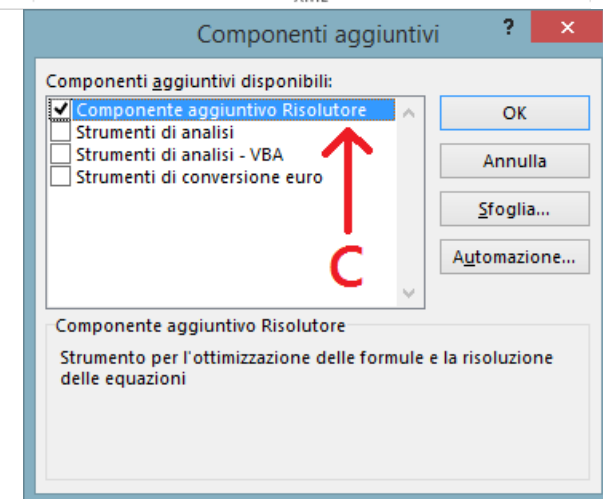 Componenti aggiuntivi
?
×
Componenti aggiuntivi disponibili:
Componente aggiuntivo Risolutore
Strumenti di analisi
Strumenti di analisi - VBA
Strumenti di conversione euro
C
OK
Annulla
Sfoglia...
Automazione...
Componente aggiuntivo Risolutore
Strumento per l'ottimizzazione delle formule e la risoluzione
delle equazioni